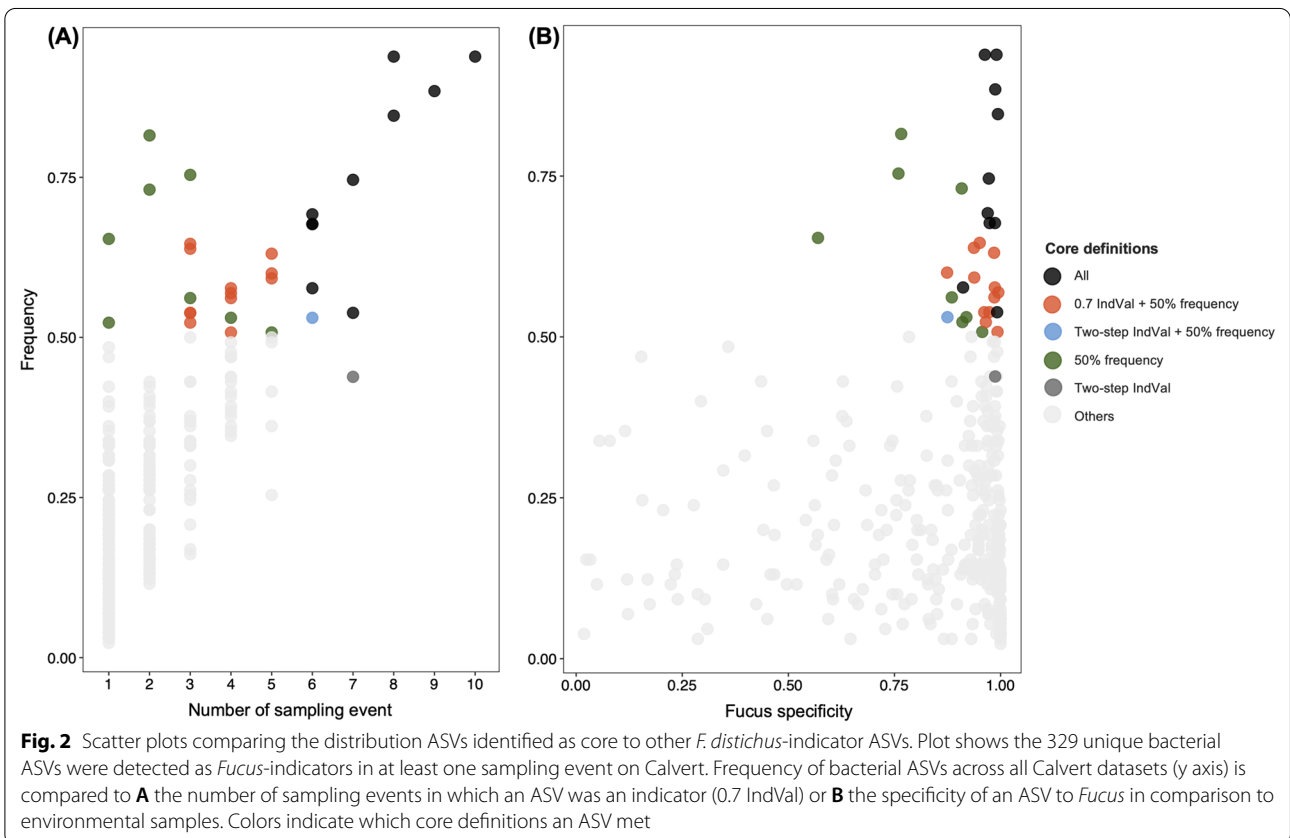 (A)
(B)
Frequency
0.75
0.50
0.25
0.00
1 2 3 4 5 6 7 8 9 10
Number of sampling event
0.75
0.50
0.25
0.00
0.00 0.25 0.50 0.75 1.00
Fucus specificity
Core definitions
All
0.7 IndVal + 50% frequency
Two-step IndVal + 50% frequency
50% frequency
Two-step IndVal
Others
Fig. 2 Scatter plots comparing the distribution ASVs identified as core to other F. distichus-indicator ASVs. Plot shows the 329 unique bacterial
ASVs were detected as Fucus-indicators in at least one sampling event on Calvert. Frequency of bacterial ASVs across all Calvert datasets (y axis) is
compared to A the number of sampling events in which an ASV was an indicator (0.7 IndVal) or B the specificity of an ASV to Fucus in comparison to
environmental samples. Colors indicate which core definitions an ASV met